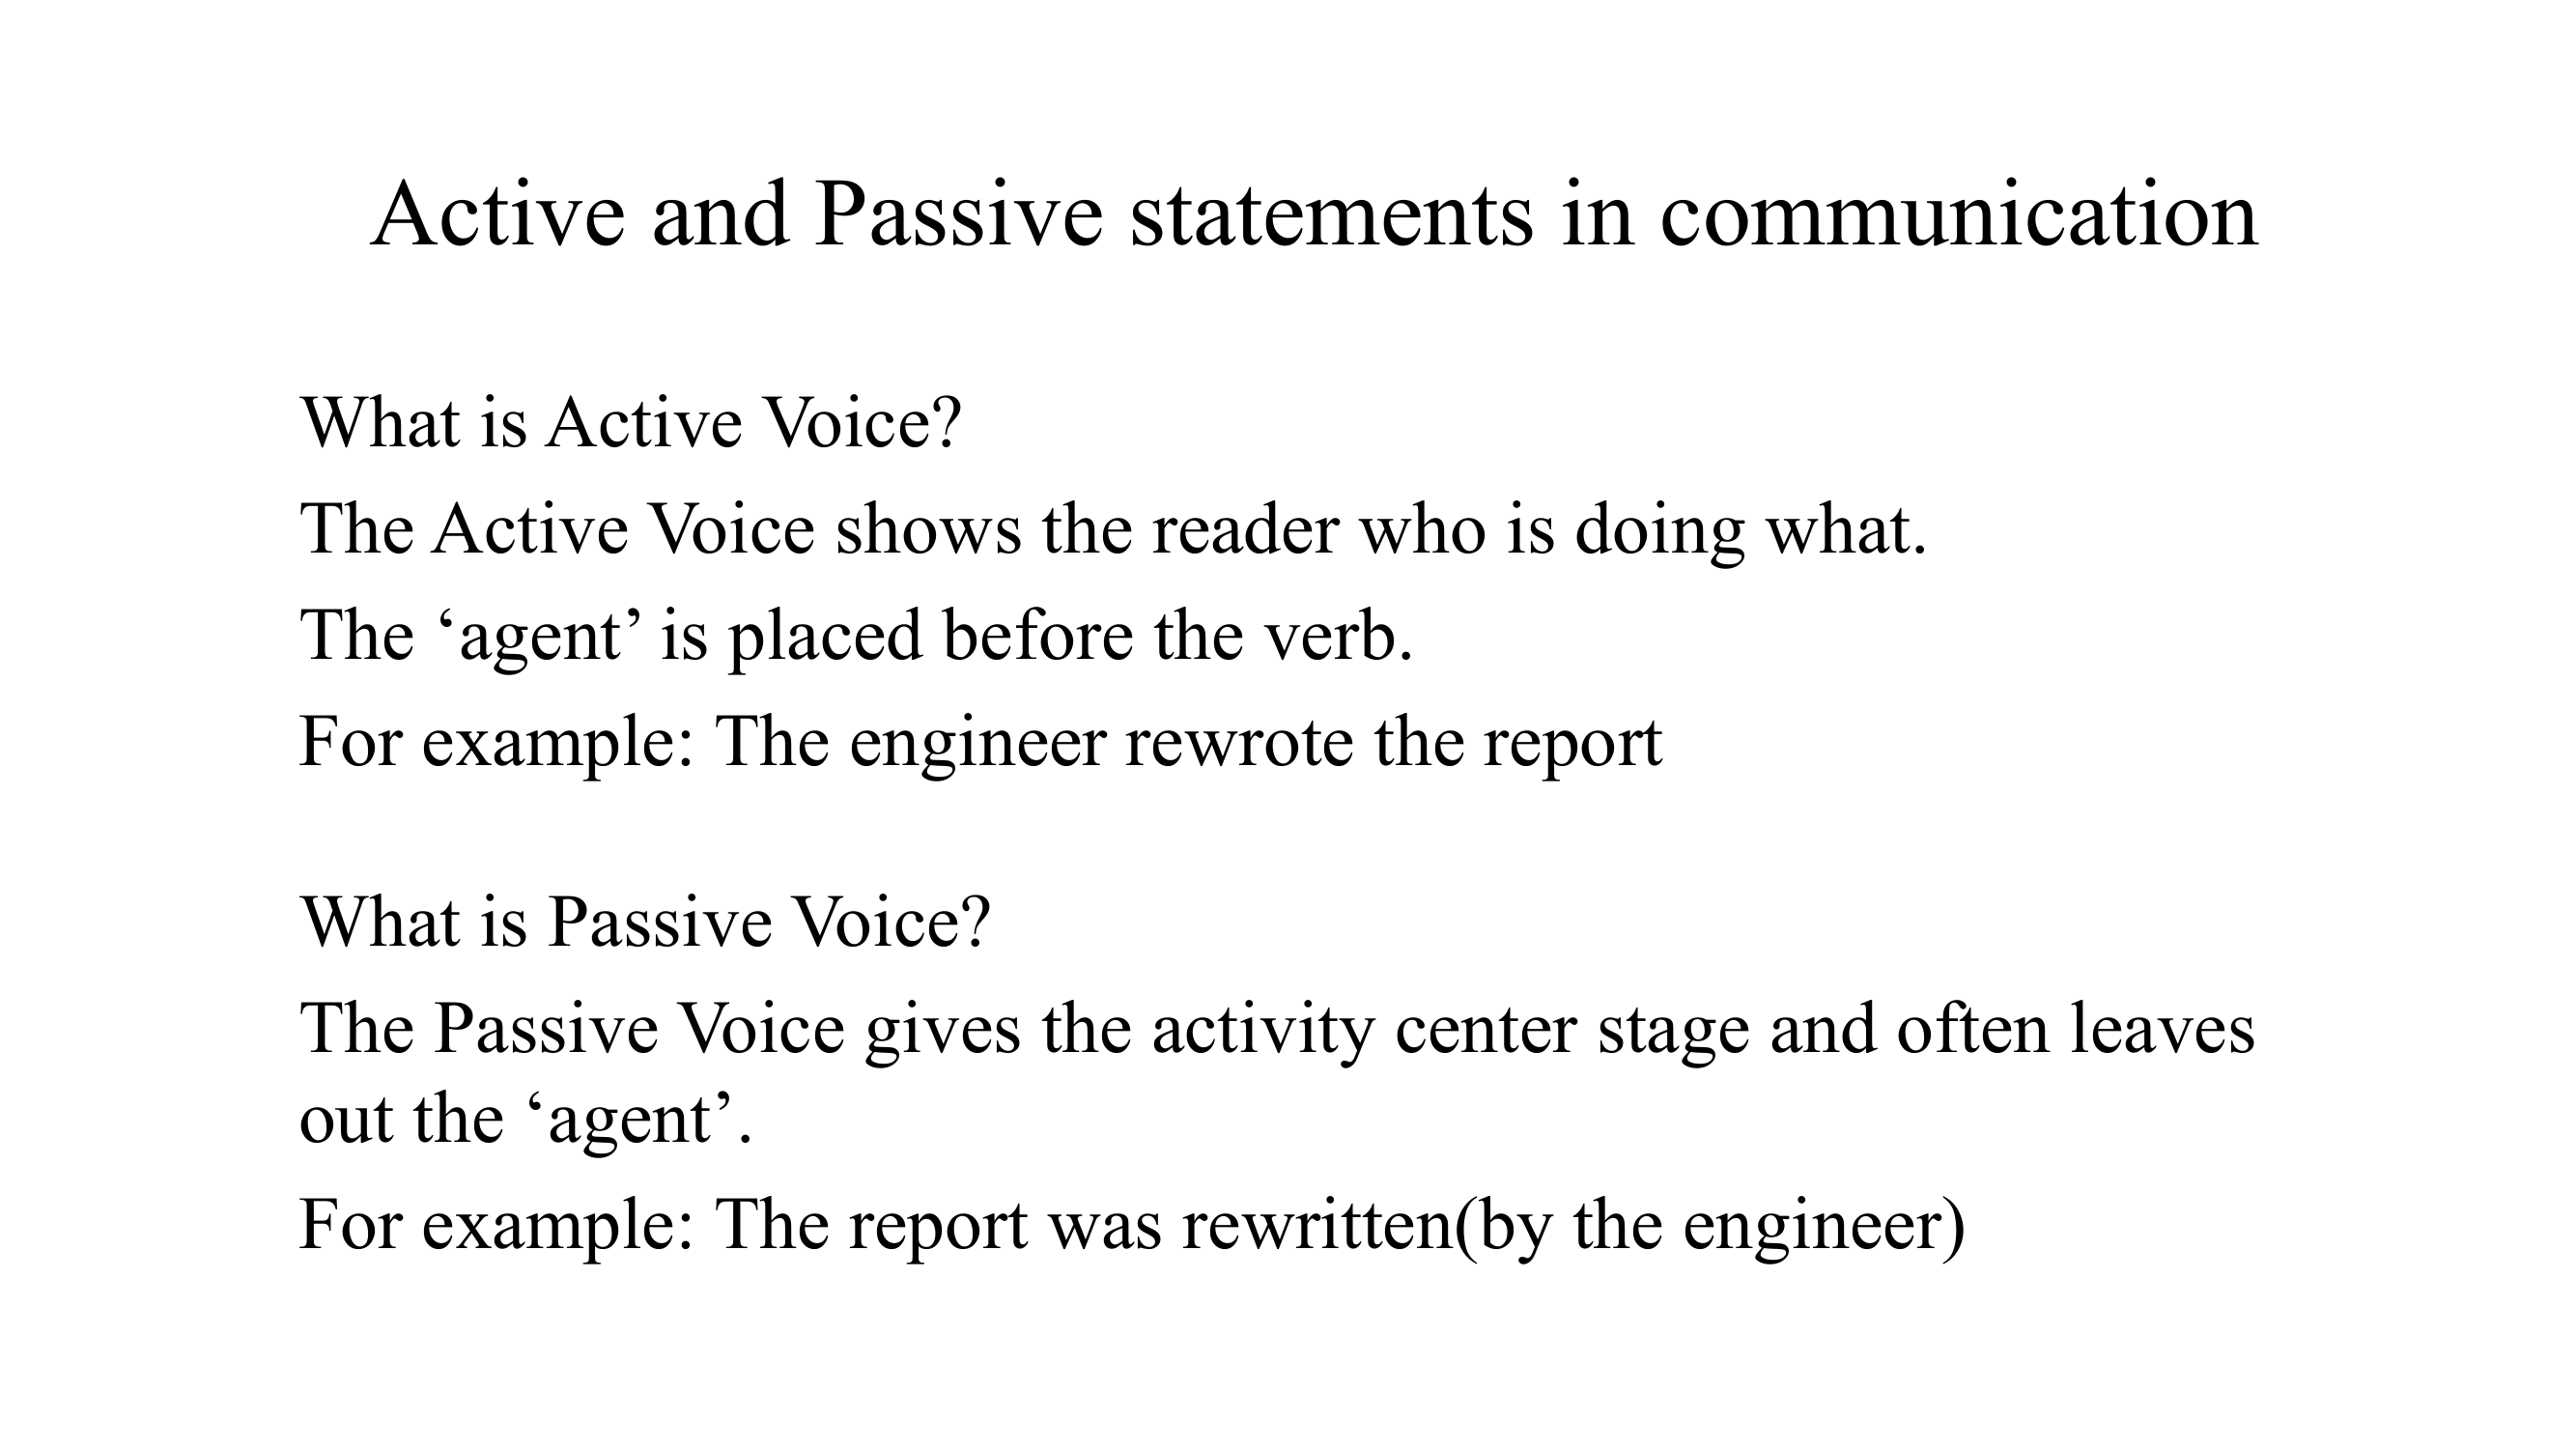 Active and Passive statements in communication
What is Active Voice?
The Active Voice shows the reader who is doing what.
The ‘agent’ is placed before the verb.
For example: The engineer rewrote the report
What is Passive Voice?
The Passive Voice gives the activity center stage and often leaves
out the ‘agent’.
For example: The report was rewritten(by the engineer)